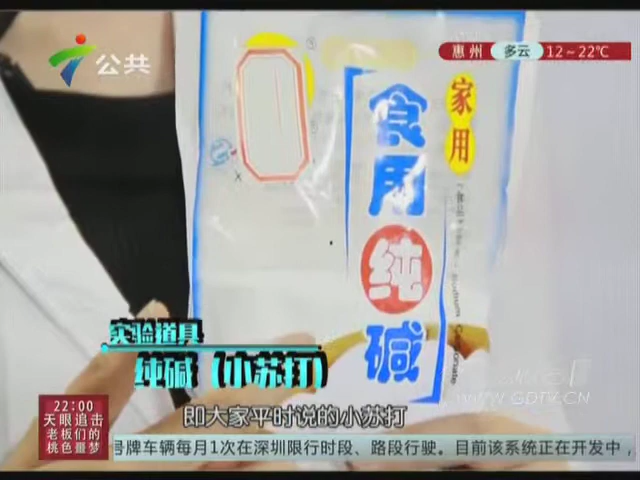 公共
惠州 多云 12～22℃
家用
食用纯碱
Sodium Carbonate
实验道具
纯碱（小苏打）
即大家平时说的小苏打
WWW.GDTV.CN
22:00
天眼追击
老板们的
桃色噩梦
号牌车辆每月1次在深圳限行时段、路段行驶。目前该系统正在开发中，